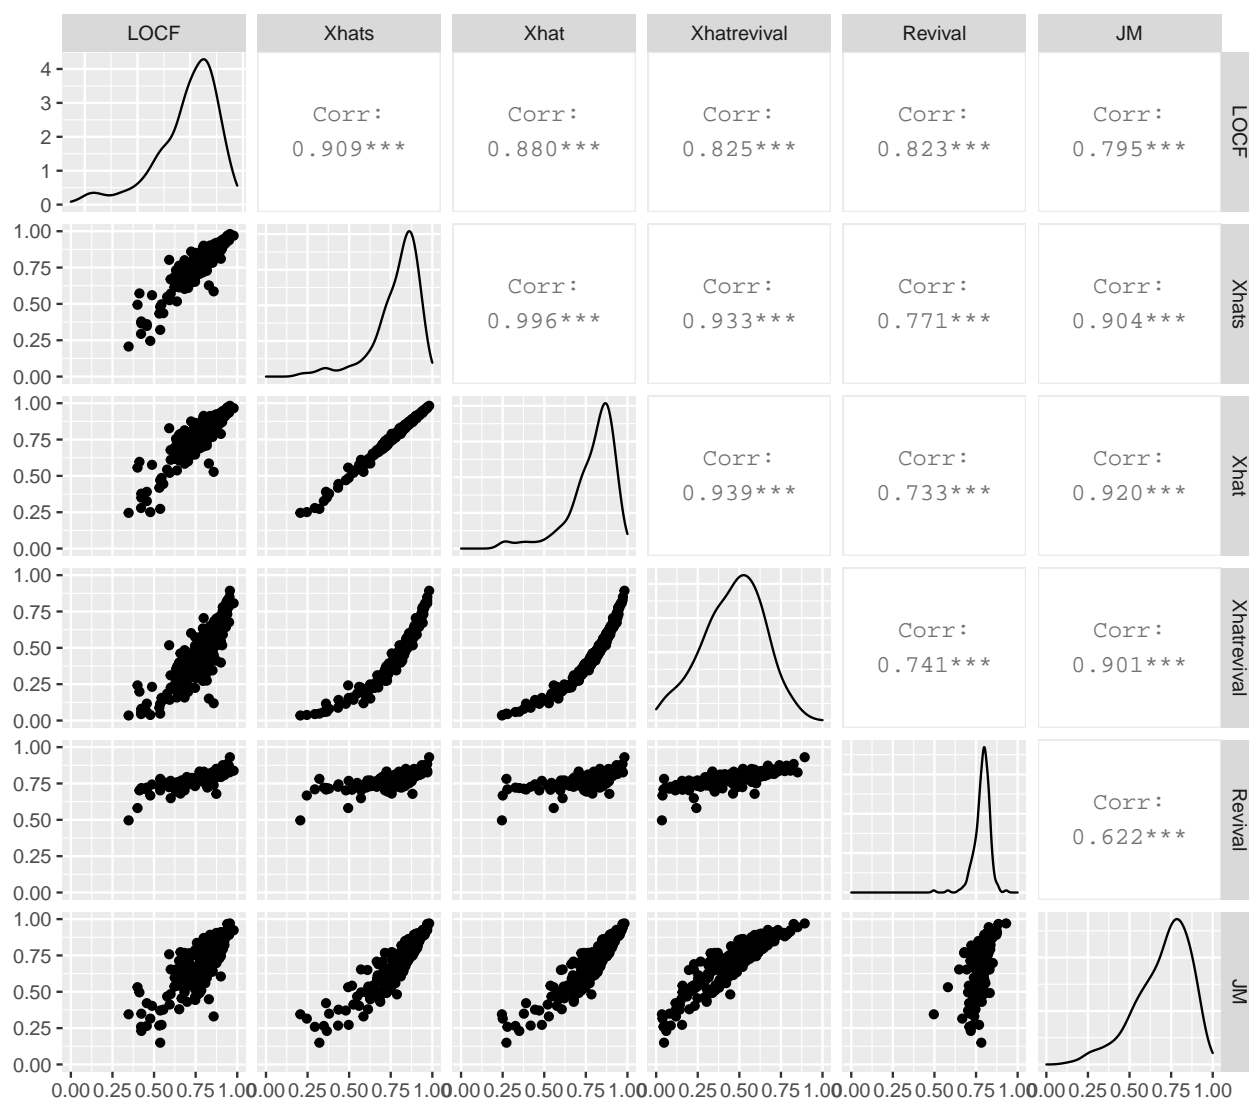 LOCF Xhats Xhat Xhatrevival Revival JM
4
3
2
1
0
Corr: Corr: Corr: Corr: Corr:
0.909*** 0.880*** 0.825*** 0.823*** 0.795***
LOCF
1.00
0.75
0.50
0.25
0.00
Corr: Corr: Corr: Corr:
0.996*** 0.933*** 0.771*** 0.904***
Xhats
1.00
0.75
0.50
0.25
0.00
Corr: Corr: Corr:
0.939*** 0.733*** 0.920***
Xhat
1.00
0.75
0.50
0.25
0.00
Corr: Corr:
0.741*** 0.901***
Xhatrevival
1.00
0.75
0.50
0.25
0.00
Corr:
0.622***
Revival
1.00
0.75
0.50
0.25
0.00
JM
0.00 0.25 0.50 0.75 1.00 0.00 0.25 0.50 0.75 1.00 0.00 0.25 0.50 0.75 1.00 0.00 0.25 0.50 0.75 1.00 0.00 0.25 0.50 0.75 1.00 0.00 0.25 0.50 0.75 1.00